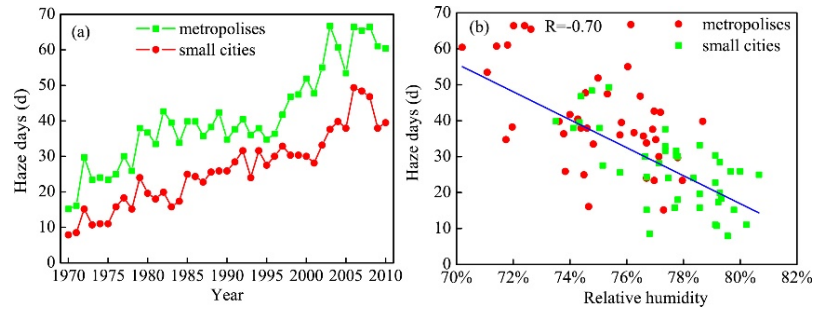 (a)
metropolises
small cities
Haze days (d)
70
60
50
40
30
20
10
0
1970 1975 1980 1985 1990 1995 2000 2005 2010
Year
(b)
R=-0.70
metropolises
small cities
Haze days (d)
70
60
50
40
30
20
10
0
70% 72% 74% 76% 78% 80% 82%
Relative humidity